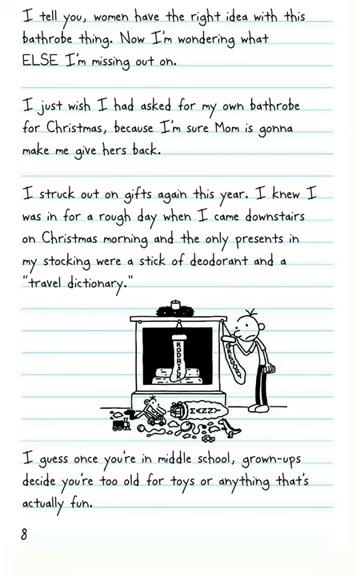 I tell you, women have the right idea with this
bathrobe thing. Now I'm wondering what
ELSE I'm missing out on.
I just wish I had asked for my own bathrobe
for Christmas, because I'm sure Mom is gonna
make me give hers back.
I struck out on gifts again this year. I knew I
was in for a rough day when I came downstairs
on Christmas morning and the only presents in
my stocking were a stick of deodorant and a
"travel dictionary."
RODRICK
GREGORY
I guess once you're in middle school, grown-ups
decide you're too old for toys or anything that's
actually fun.
8